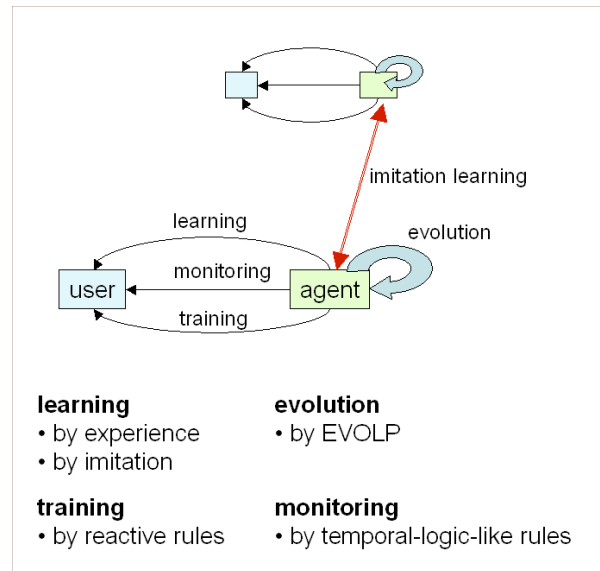 imitation learning
learning
evolution
monitoring
user
agent
training
learning
• by experience
• by imitation
evolution
• by EVOLP
training
• by reactive rules
monitoring
• by temporal-logic-like rules